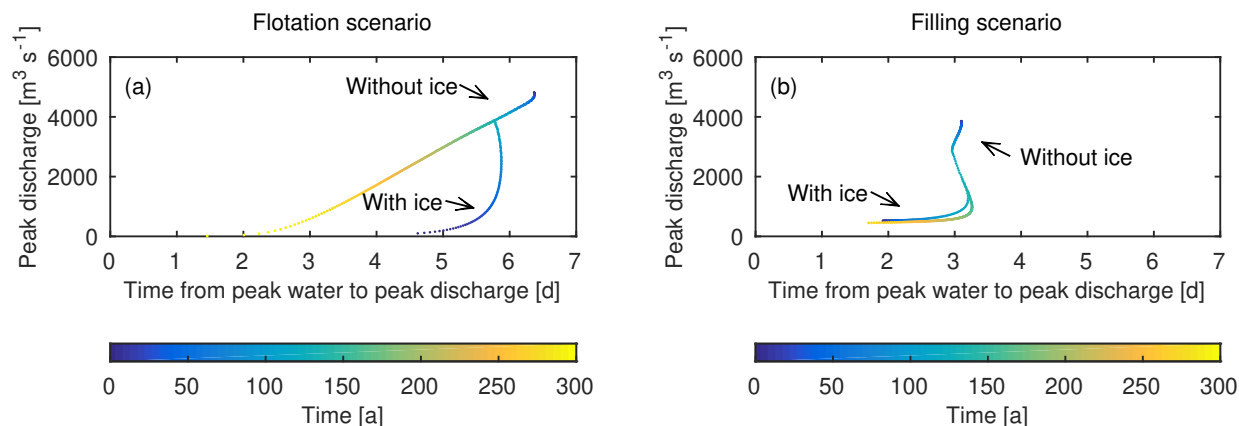 Flotation scenario
Peak discharge [m³ s⁻¹]
6000
4000
2000
0
(a)
Without ice
With ice
0 1 2 3 4 5 6 7
Time from peak water to peak discharge [d]
0 50 100 150 200 250 300
Time [a]
Filling scenario
Peak discharge [m³ s⁻¹]
6000
4000
2000
0
(b)
Without ice
With ice
0 1 2 3 4 5 6 7
Time from peak water to peak discharge [d]
0 50 100 150 200 250 300
Time [a]